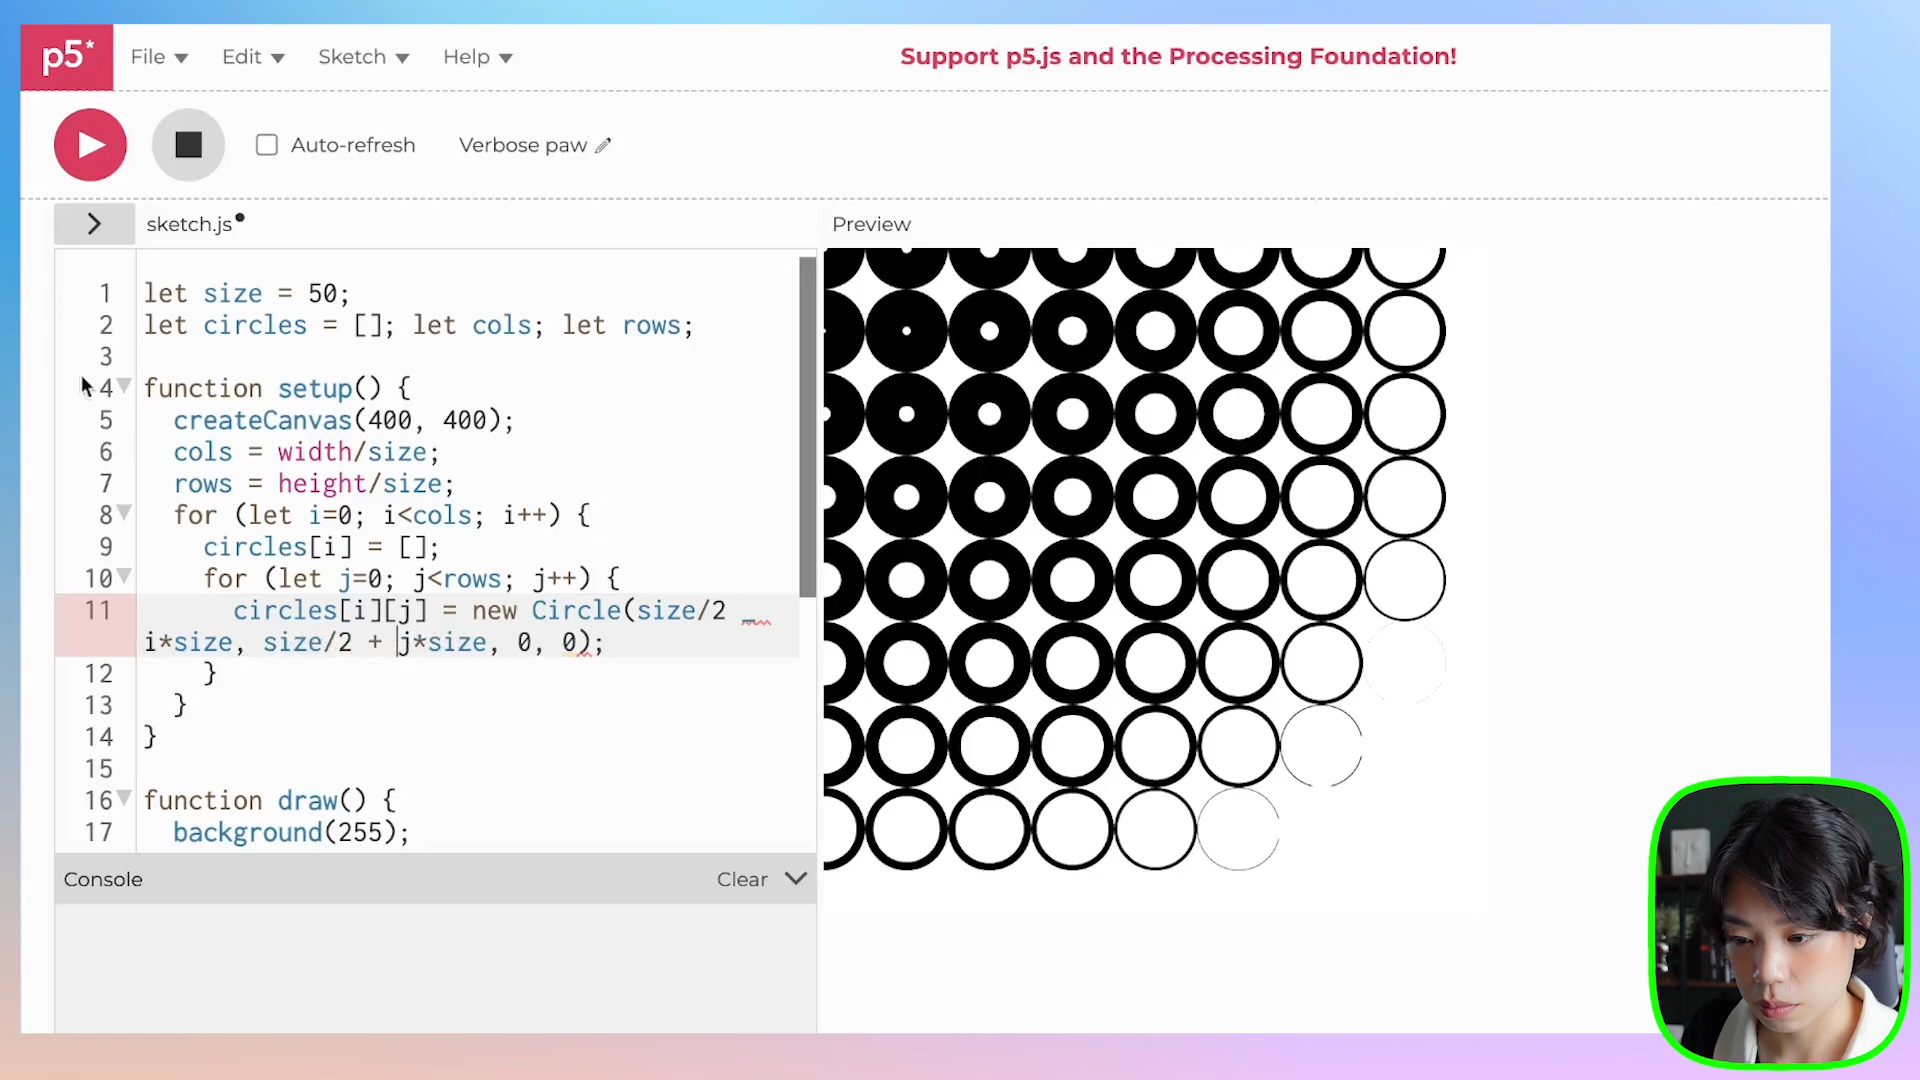 p5*
File Edit Sketch Help
Support p5.js and the Processing Foundation!
Auto-refresh Verbose paw
sketch.js
Preview
1 let size = 50;
2 let circles = []; let cols; let rows;
3
4 function setup() {
5 createCanvas(400, 400);
6 cols = width/size;
7 rows = height/size;
8 for (let i=0; i<cols; i++) {
9 circles[i] = [];
10 for (let j=0; j<rows; j++) {
11 circles[i][j] = new Circle(size/2
i*size, size/2 + j*size, 0, 0);
12 }
13 }
14 }
15
16 function draw() {
17 background(255);
Console
Clear